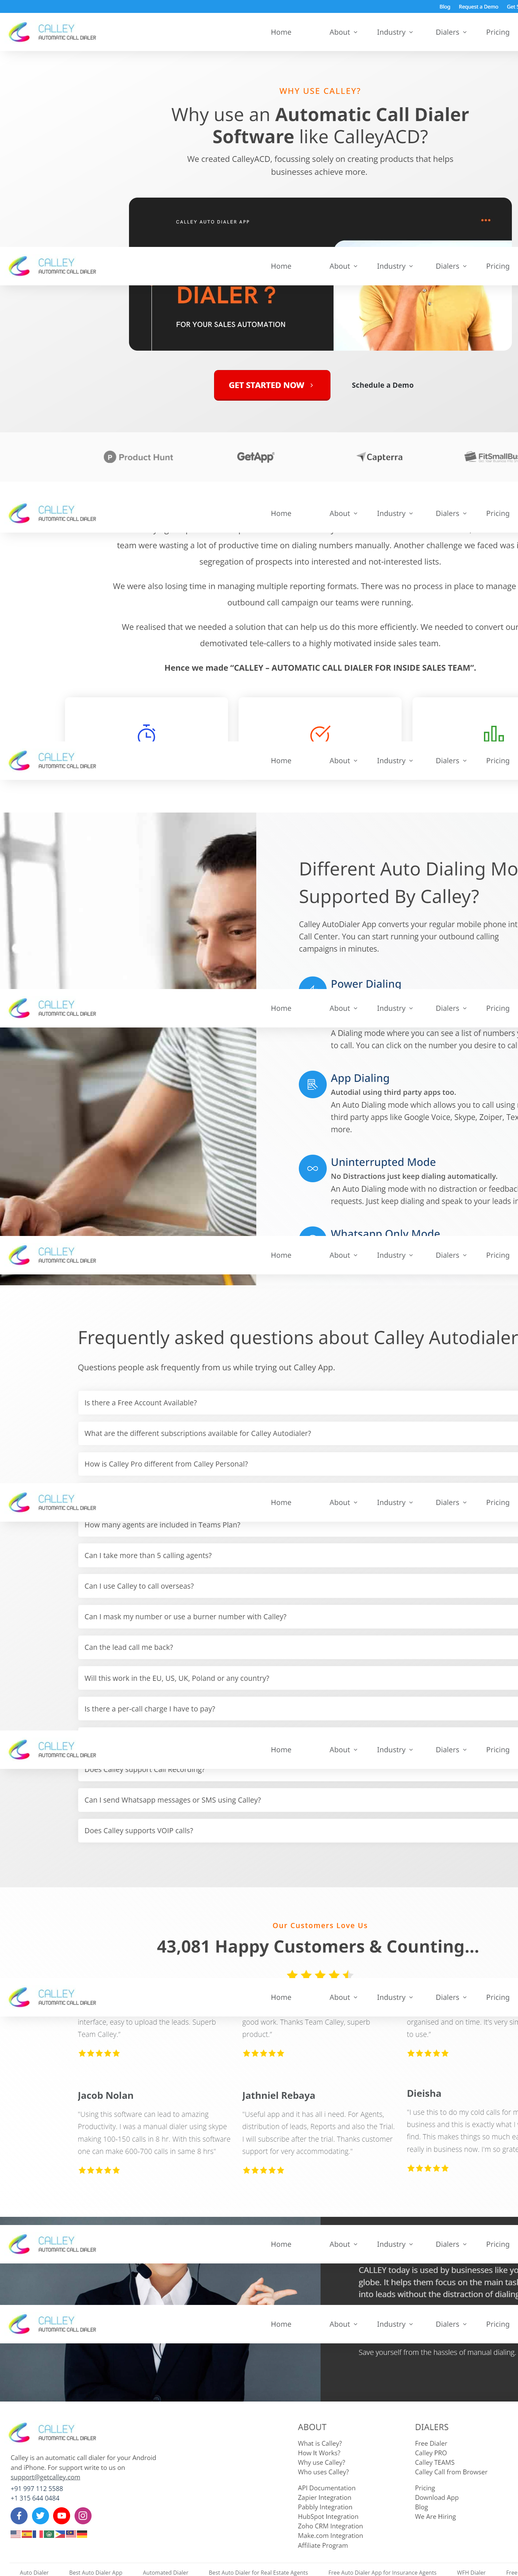 Blog Request a Demo Get
CALLEY
AUTOMATIC CALL DIALER
Home About Industry Dialers Pricing
WHY USE CALLEY?
Why use an Automatic Call Dialer
Software like CalleyACD?
We created CalleyACD, focussing solely on creating products that helps
businesses achieve more.
CALLEY AUTO DIALER APP
CALLEY
AUTOMATIC CALL DIALER
Home About Industry Dialers Pricing
DIALER ?
FOR YOUR SALES AUTOMATION
GET STARTED NOW
Schedule a Demo
Product Hunt GetApp Capterra FitSmallBu
CALLEY
AUTOMATIC CALL DIALER
Home About Industry Dialers Pricing
team were wasting a lot of productive time on dialing numbers manually. Another challenge we faced was
segregation of prospects into interested and not-interested lists.
We were also losing time in managing multiple reporting formats. There was no process in place to manage
outbound call campaign our teams were running.
We realised that we needed a solution that can help us do this more efficiently. We needed to convert our
demotivated tele-callers to a highly motivated inside sales team.
Hence we made “CALLEY – AUTOMATIC CALL DIALER FOR INSIDE SALES TEAM”.
CALLEY
AUTOMATIC CALL DIALER
Home About Industry Dialers Pricing
Different Auto Dialing Mo
Supported By Calley?
Calley AutoDialer App converts your regular mobile phone int
Call Center. You can start running your outbound calling
campaigns in minutes.
Power Dialing
CALLEY
AUTOMATIC CALL DIALER
Home About Industry Dialers Pricing
A Dialing mode where you can see a list of numbers
to call. You can click on the number you desire to cal
App Dialing
Autodial using third party apps too.
An Auto Dialing mode which allows you to call using
third party apps like Google Voice, Skype, Zoiper, Tex
more.
Uninterrupted Mode
No Distractions just keep dialing automatically.
An Auto Dialing mode with no distraction or feedbac
requests. Just keep dialing and speak to your leads i
Whatsapp Only Mode
CALLEY
AUTOMATIC CALL DIALER
Home About Industry Dialers Pricing
Frequently asked questions about Calley Autodialer
Questions people ask frequently from us while trying out Calley App.
Is there a Free Account Available?
What are the different subscriptions available for Calley Autodialer?
How is Calley Pro different from Calley Personal?
CALLEY
AUTOMATIC CALL DIALER
Home About Industry Dialers Pricing
How many agents are included in Teams Plan?
Can I take more than 5 calling agents?
Can I use Calley to call overseas?
Can I mask my number or use a burner number with Calley?
Can the lead call me back?
Will this work in the EU, US, UK, Poland or any country?
Is there a per-call charge I have to pay?
CALLEY
AUTOMATIC CALL DIALER
Home About Industry Dialers Pricing
Does Calley support Call Recording?
Can I send Whatsapp messages or SMS using Calley?
Does Calley supports VOIP calls?
Our Customers Love Us
43,081 Happy Customers & Counting...
CALLEY
AUTOMATIC CALL DIALER
Home About Industry Dialers Pricing
interface, easy to upload the leads. Superb
Team Calley."
good work. Thanks Team Calley, superb
product."
organised and on time. It's very si
to use."
Jacob Nolan
"Using this software can lead to amazing
Productivity. I was a manual dialer using skype
making 100-150 calls in 8 hr. With this software
one can make 600-700 calls in same 8 hrs"
Jathniel Rebaya
"Useful app and it has all i need. For Agents,
distribution of leads, Reports and also the Trial.
I will subscribe after the trial. Thanks customer
support for very accommodating."
Dieisha
"I use this to do my cold calls for m
business and this is exactly what I
find. This makes things so much ea
really in business now. I'm so grate
CALLEY
AUTOMATIC CALL DIALER
Home About Industry Dialers Pricing
CALLEY today is used by businesses like yo
globe. It helps them focus on the main tas
into leads without the distraction of dialing
CALLEY
AUTOMATIC CALL DIALER
Home About Industry Dialers Pricing
Save yourself from the hassles of manual dialing.
CALLEY
AUTOMATIC CALL DIALER
Calley is an automatic call dialer for your Android
and iPhone. For support write to us on
support@getcalley.com
+91 997 112 5588
+1 315 644 0484
ABOUT
What is Calley?
How It Works?
Why use Calley?
Who uses Calley?
API Documentation
Zapier Integration
Pabbly Integration
HubSpot Integration
Zoho CRM Integration
Make.com Integration
Affiliate Program
DIALERS
Free Dialer
Calley PRO
Calley TEAMS
Calley Call from Browser
Pricing
Download App
Blog
We Are Hiring
Auto Dialer Best Auto Dialer App Automated Dialer Best Auto Dialer for Real Estate Agents Free Auto Dialer App for Insurance Agents WFH Dialer Free